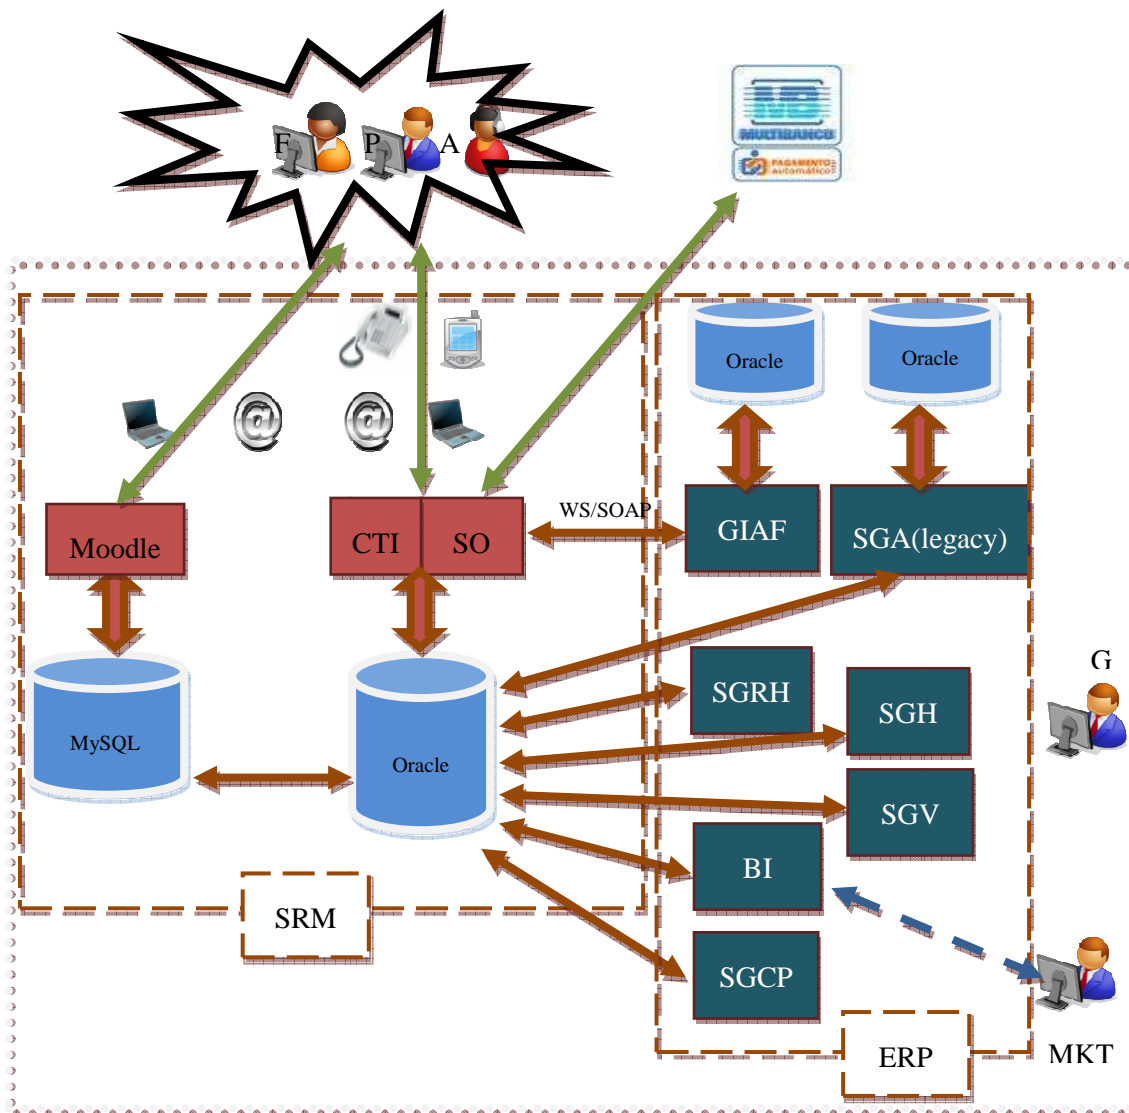 F P A
MB
MULTIBANCO
PAGAMENTO
automático
Oracle
Oracle
@ @
WS/SOAP
Moodle
CTI
SO
GIAF
SGA(legacy)
MySQL
Oracle
SGRH
SGH
G
SGV
BI
SRM
SGCP
ERP
MKT